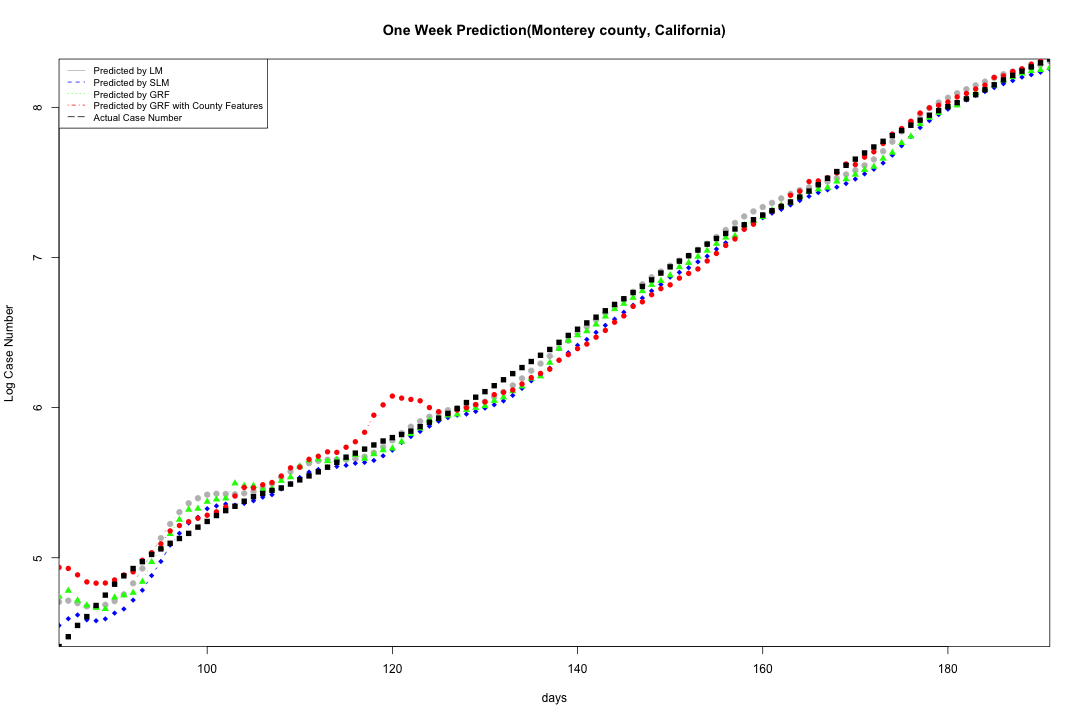 One Week Prediction(Monterey county, California)
Predicted by LM
Predicted by SLM
Predicted by GRF
Predicted by GRF with County Features
Actual Case Number
8
7
6
5
Log Case Number
100 120 140 160 180
days